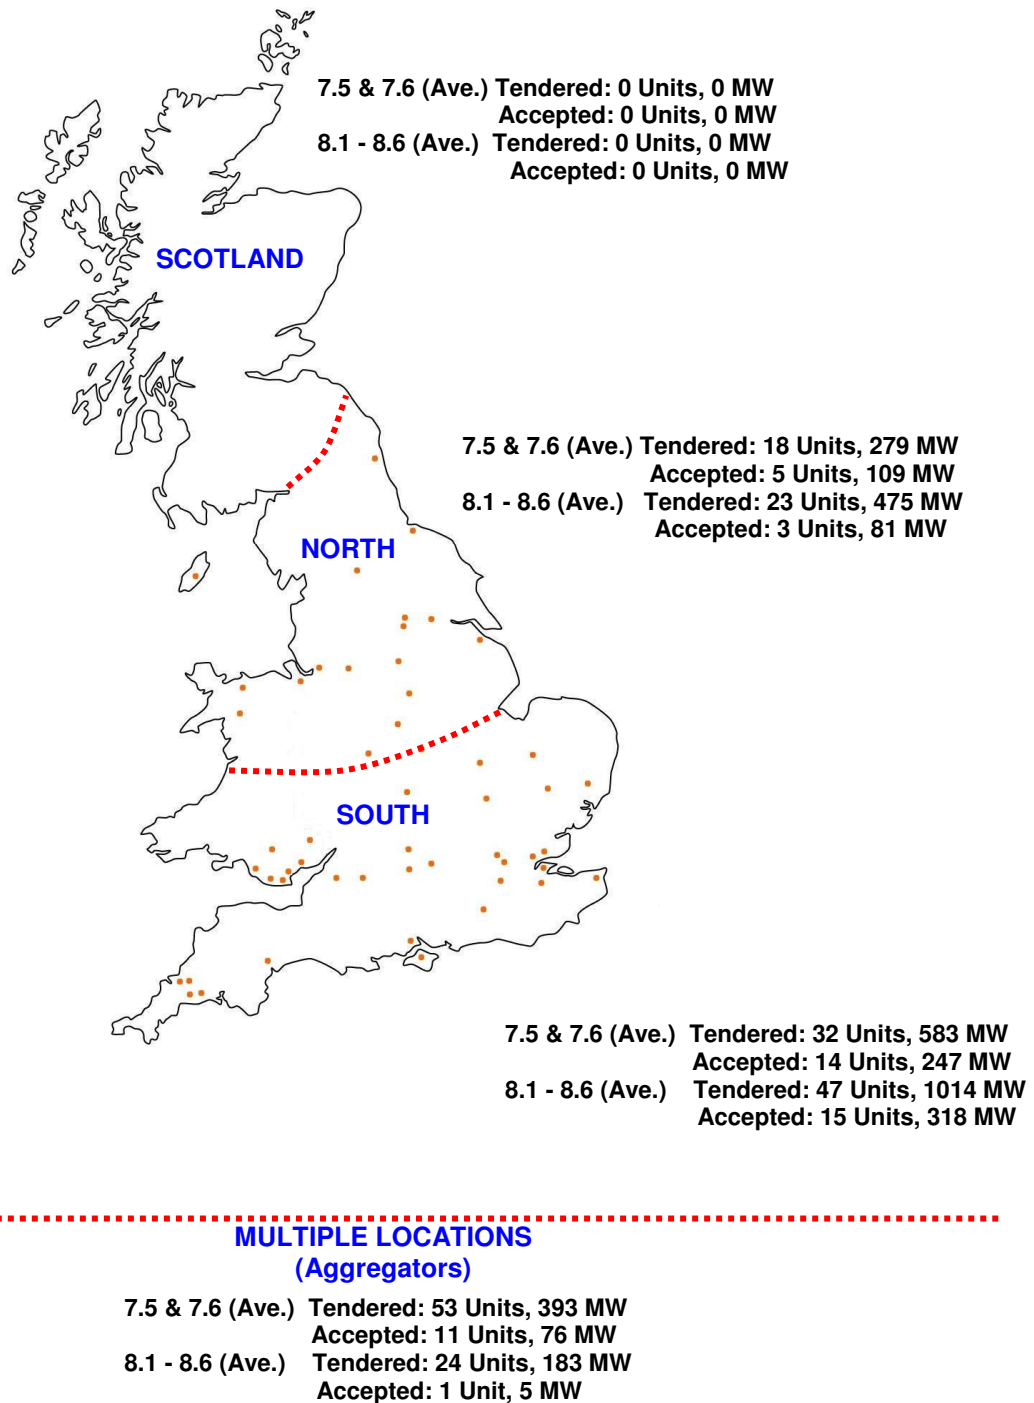 7.5 & 7.6 (Ave.) Tendered: 0 Units, 0 MW
Accepted: 0 Units, 0 MW
8.1 - 8.6 (Ave.) Tendered: 0 Units, 0 MW
Accepted: 0 Units, 0 MW
SCOTLAND
7.5 & 7.6 (Ave.) Tendered: 18 Units, 279 MW
Accepted: 5 Units, 109 MW
8.1 - 8.6 (Ave.) Tendered: 23 Units, 475 MW
Accepted: 3 Units, 81 MW
NORTH
SOUTH
7.5 & 7.6 (Ave.) Tendered: 32 Units, 583 MW
Accepted: 14 Units, 247 MW
8.1 - 8.6 (Ave.) Tendered: 47 Units, 1014 MW
Accepted: 15 Units, 318 MW
MULTIPLE LOCATIONS
(Aggregators)
7.5 & 7.6 (Ave.) Tendered: 53 Units, 393 MW
Accepted: 11 Units, 76 MW
8.1 - 8.6 (Ave.) Tendered: 24 Units, 183 MW
Accepted: 1 Unit, 5 MW